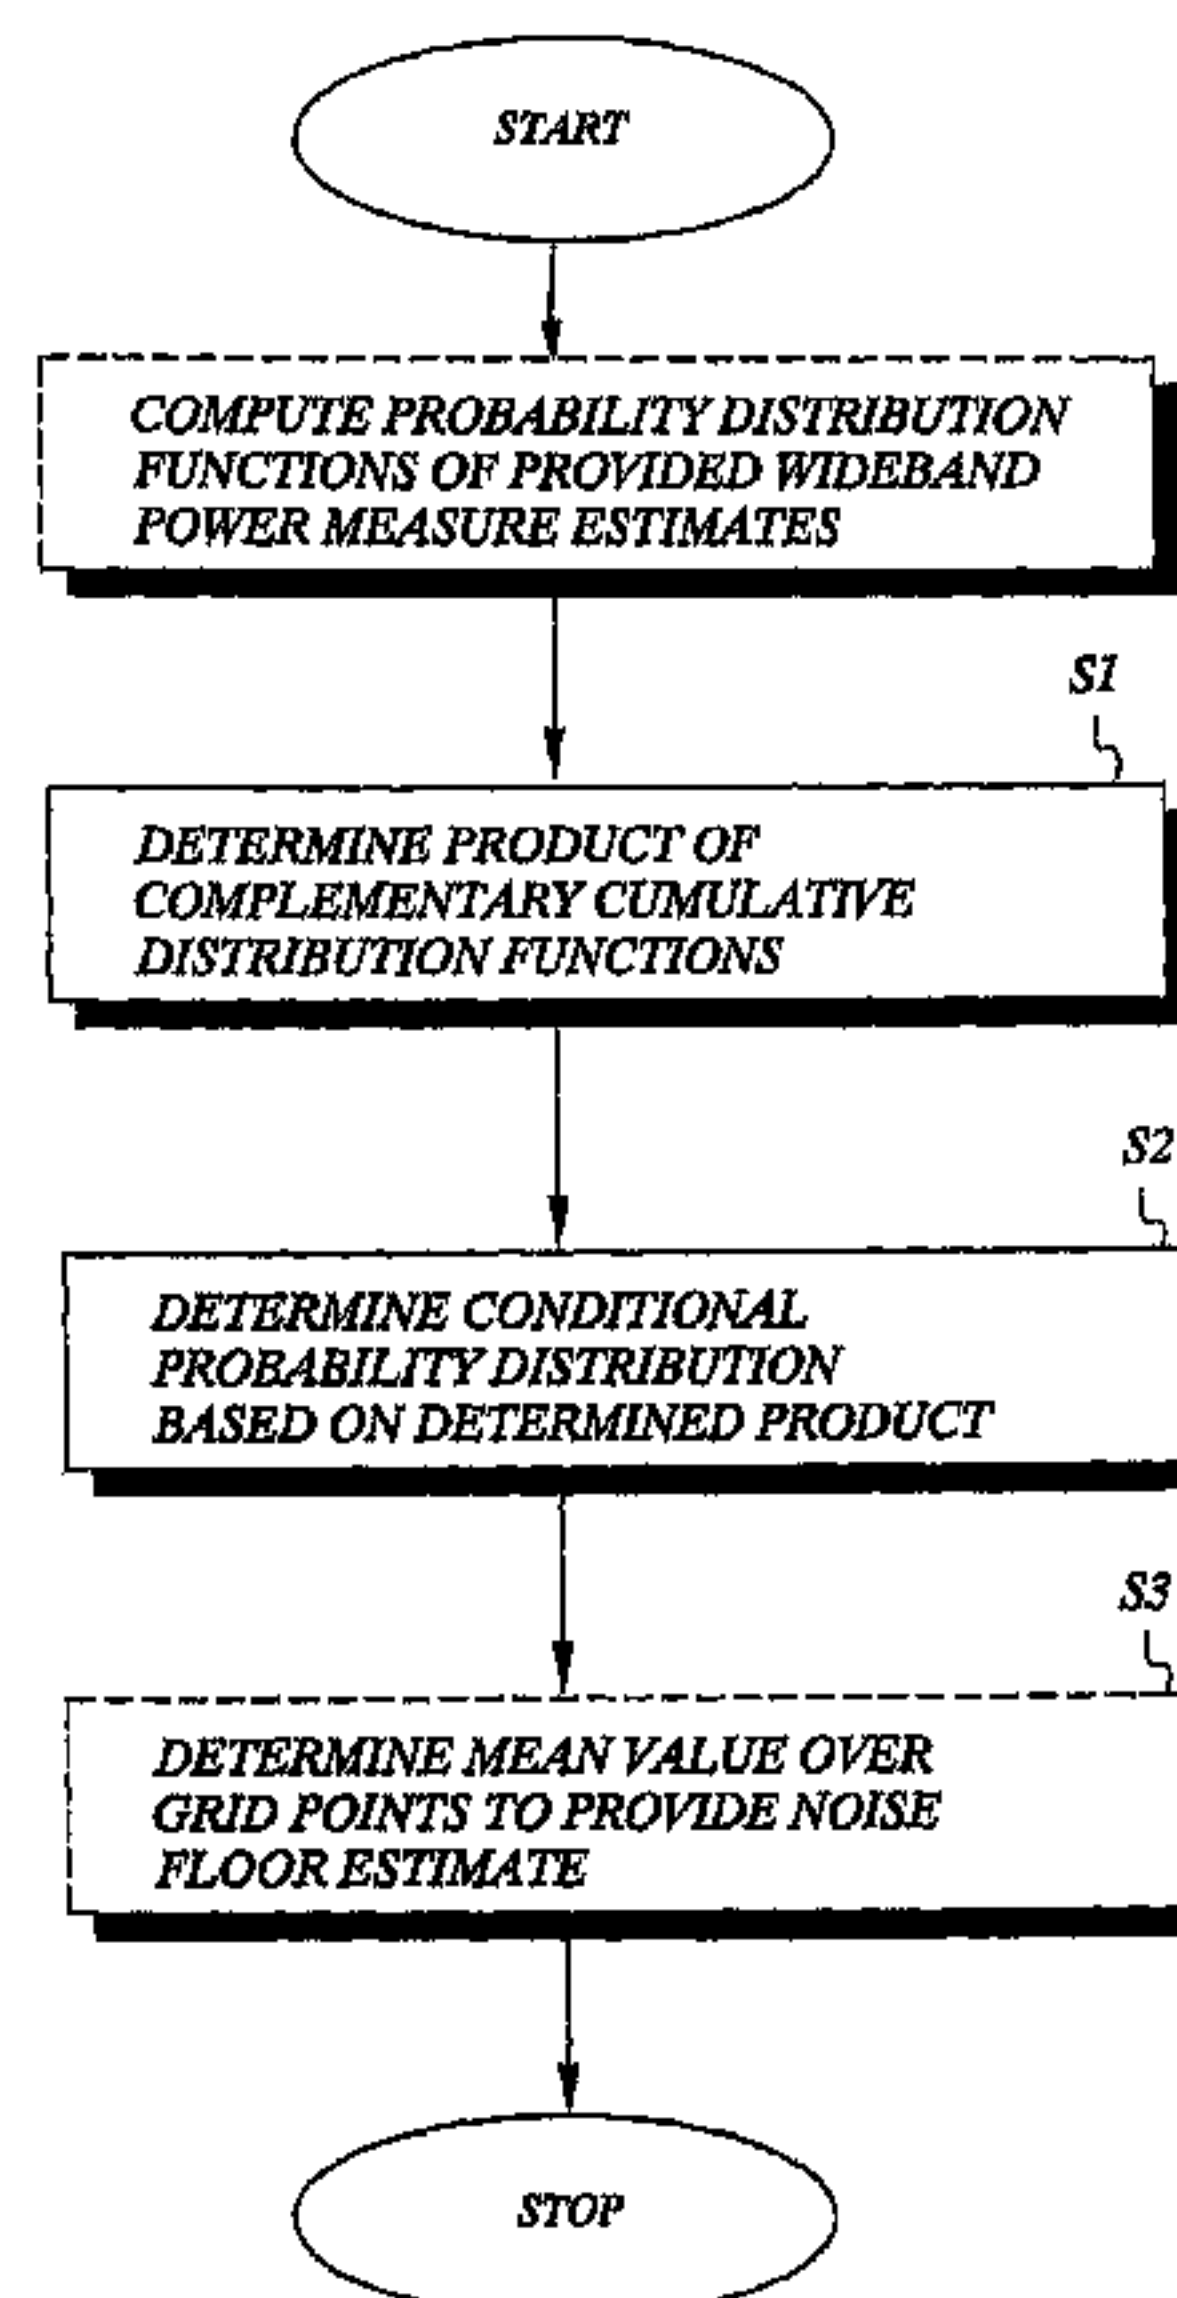 START
COMPUTE PROBABILITY DISTRIBUTION
FUNCTIONS OF PROVIDED WIDEBAND
POWER MEASURE ESTIMATES
S1
DETERMINE PRODUCT OF
COMPLEMENTARY CUMULATIVE
DISTRIBUTION FUNCTIONS
S2
DETERMINE CONDITIONAL
PROBABILITY DISTRIBUTION
BASED ON DETERMINED PRODUCT
S3
DETERMINE MEAN VALUE OVER
GRID POINTS TO PROVIDE NOISE
FLOOR ESTIMATE
STOP